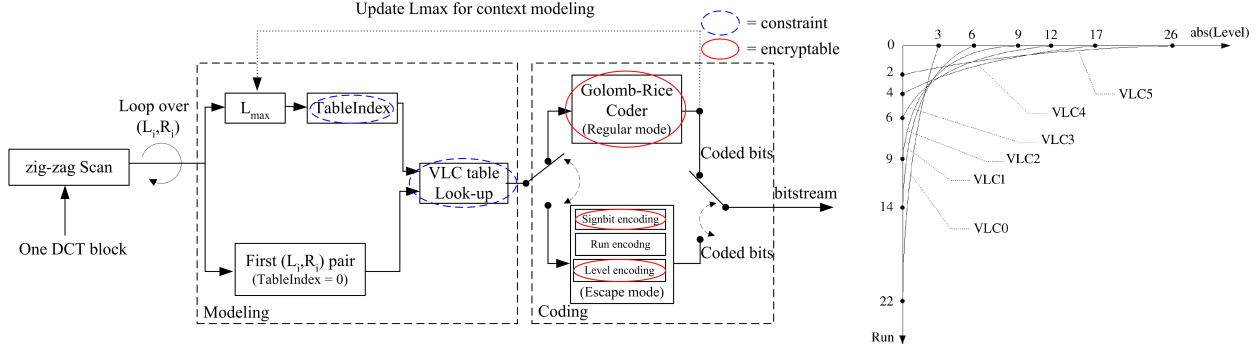 Update Lmax for context modeling
= constraint
= encryptable
Loop over
(Li,Ri)
zig-zag Scan
One DCT block
Lmax
TableIndex
VLC table
Look-up
First (Li,Ri) pair
(TableIndex = 0)
Modeling
Golomb-Rice
Coder
(Regular mode)
Coded bits
bitstream
Signbit encoding
Run encodng
Level encoding
(Escape mode)
Coded bits
Coding
0
3
6
9
12
17
26
abs(Level)
2
4
6
9
14
22
Run
VLC5
VLC4
VLC3
VLC2
VLC1
VLC0